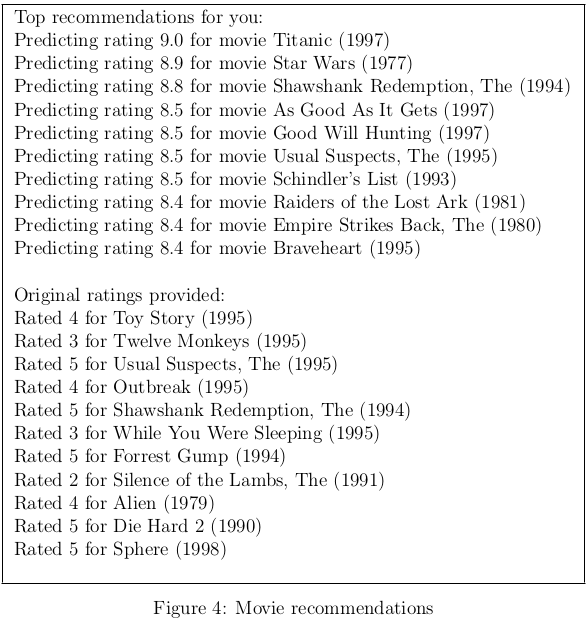 Top recommendations for you:
Predicting rating 9.0 for movie Titanic (1997)
Predicting rating 8.9 for movie Star Wars (1977)
Predicting rating 8.8 for movie Shawshank Redemption, The (1994)
Predicting rating 8.5 for movie As Good As It Gets (1997)
Predicting rating 8.5 for movie Good Will Hunting (1997)
Predicting rating 8.5 for movie Usual Suspects, The (1995)
Predicting rating 8.5 for movie Schindler's List (1993)
Predicting rating 8.4 for movie Raiders of the Lost Ark (1981)
Predicting rating 8.4 for movie Empire Strikes Back, The (1980)
Predicting rating 8.4 for movie Braveheart (1995)
Original ratings provided:
Rated 4 for Toy Story (1995)
Rated 3 for Twelve Monkeys (1995)
Rated 5 for Usual Suspects, The (1995)
Rated 4 for Outbreak (1995)
Rated 5 for Shawshank Redemption, The (1994)
Rated 3 for While You Were Sleeping (1995)
Rated 5 for Forrest Gump (1994)
Rated 2 for Silence of the Lambs, The (1991)
Rated 4 for Alien (1979)
Rated 5 for Die Hard 2 (1990)
Rated 5 for Sphere (1998)
Figure 4: Movie recommendations